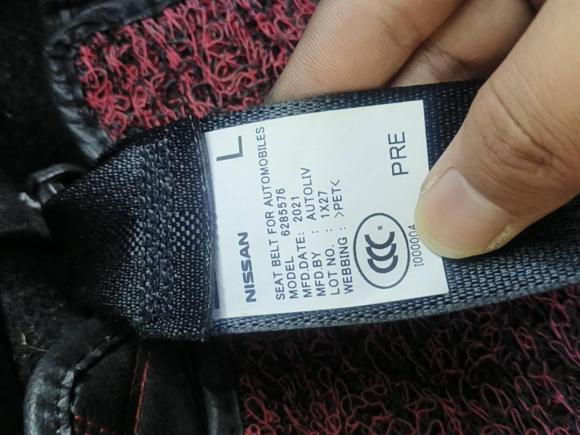 L
NISSAN
SEAT BELT FOR AUTOMOBILES
MODEL 6285576
MFD.DATE: 2021
MFD.BY : AUTOLIV
LOT NO. : 1X27
WEBBING : >PET<
CCC S
I000004
PRE